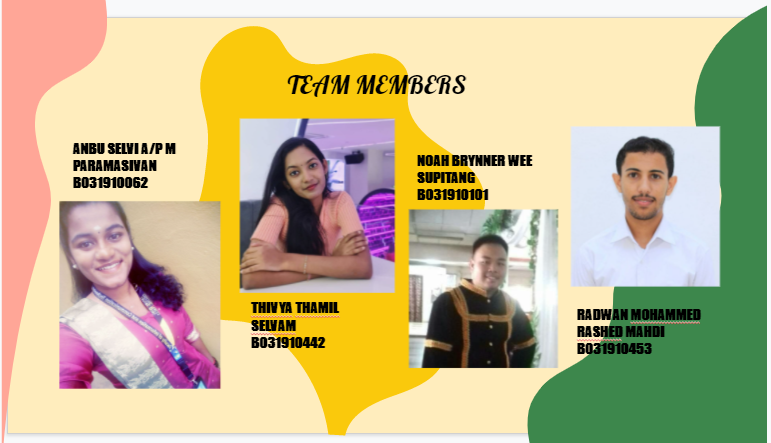 TEAM MEMBERS
ANBU SELVI A/P M
PARAMASIVAN
B031910062
THIVYA THAMIL
SELVAM
B031910442
NOAH BRYNNER WEE
SUPITANG
B031910101
RADWAN MOHAMMED
RASHED MAHDI
B031910453